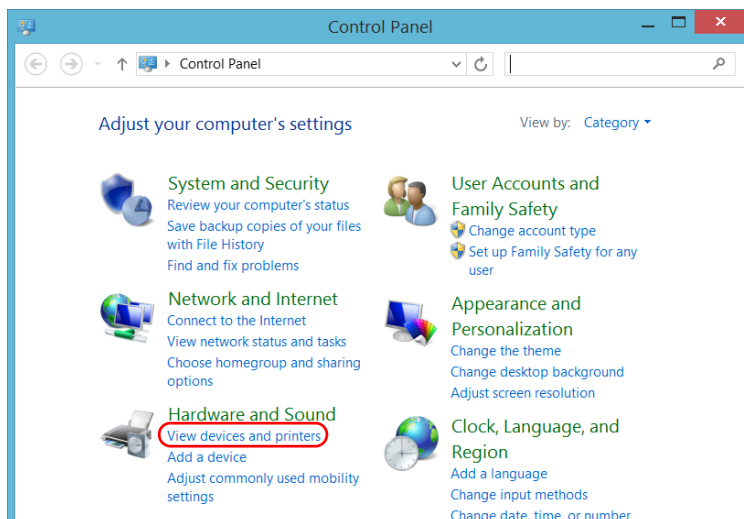 Control Panel
Control Panel
Adjust your computer's settings
View by: Category
System and Security
Review your computer's status
Save backup copies of your files
with File History
Find and fix problems
Network and Internet
Connect to the Internet
View network status and tasks
Choose homegroup and sharing
options
Hardware and Sound
View devices and printers
Add a device
Adjust commonly used mobility
settings
User Accounts and
Family Safety
Change account type
Set up Family Safety for any
user
Appearance and
Personalization
Change the theme
Change desktop background
Adjust screen resolution
Clock, Language, and
Region
Add a language
Change input methods
Change date, time, or number